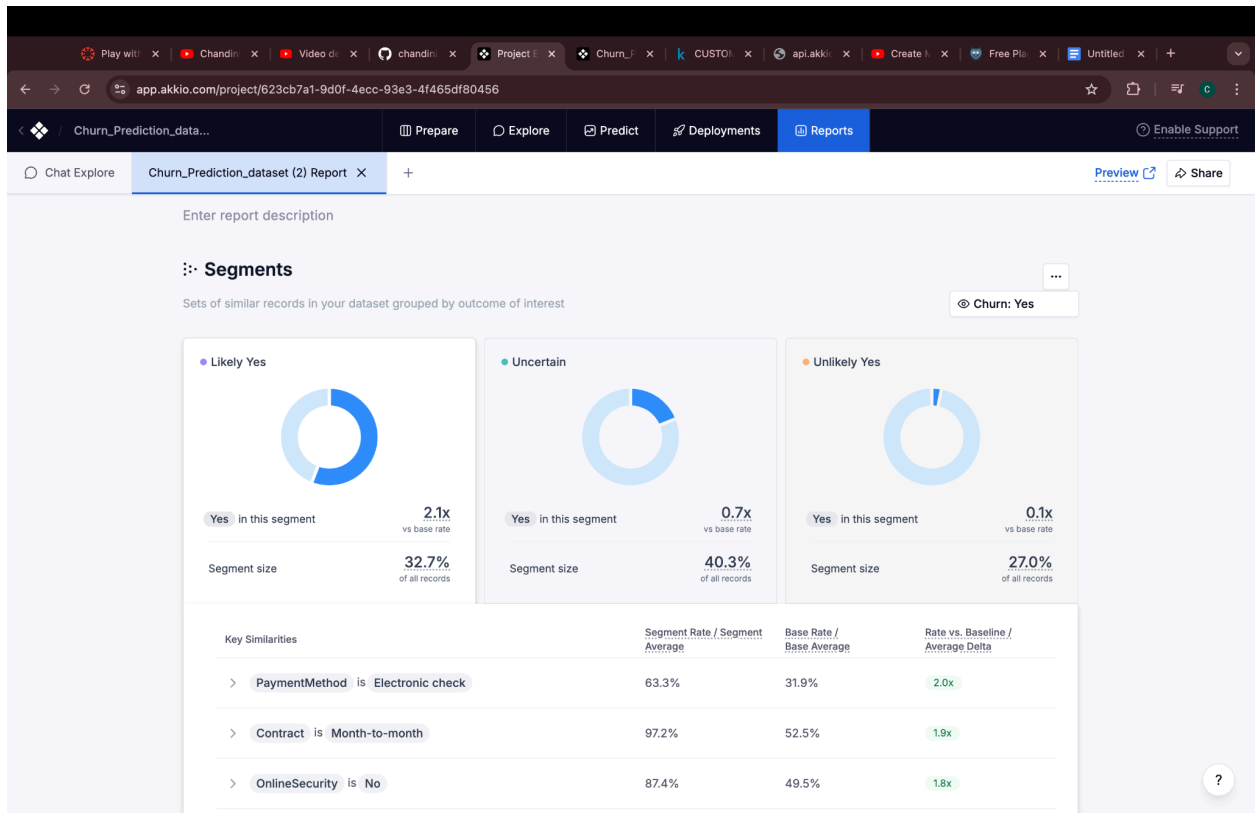 Play with
Chandini
Video de
chandini
Project E
Churn_P
CUSTOM
api.akkio
Create N
Free Pla
Untitled
app.akkio.com/project/623cb7a1-9d0f-4ecc-93e3-4f465df80456
C
/ Churn_Prediction_data...
Prepare
Explore
Predict
Deployments
Reports
Enable Support
Chat Explore
Churn_Prediction_dataset (2) Report
Preview
Share
Enter report description
Segments
Sets of similar records in your dataset grouped by outcome of interest
Churn: Yes
Likely Yes
Yes in this segment 2.1x
vs base rate
Segment size 32.7%
of all records
Uncertain
Yes in this segment 0.7x
vs base rate
Segment size 40.3%
of all records
Unlikely Yes
Yes in this segment 0.1x
vs base rate
Segment size 27.0%
of all records
Key Similarities
Segment Rate / Segment
Average
Base Rate /
Base Average
Rate vs. Baseline /
Average Delta
PaymentMethod is Electronic check 63.3% 31.9% 2.0x
Contract is Month-to-month 97.2% 52.5% 1.9x
OnlineSecurity is No 87.4% 49.5% 1.8x
?